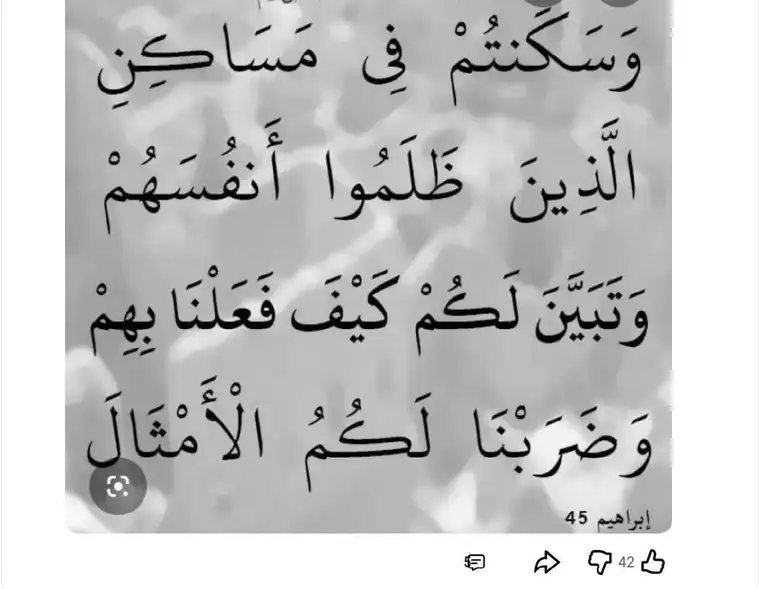 وَسَكَنتُمْ فِى مَسَاكِنِ
الَّذِينَ ظَلَمُوا أَنفُسَهُمْ
وَتَبَيَّنَ لَكُمْ كَيْفَ فَعَلْنَا بِهِمْ
وَضَرَبْنَا لَكُمُ الْأَمْثَالَ
إبراهيم 45
42